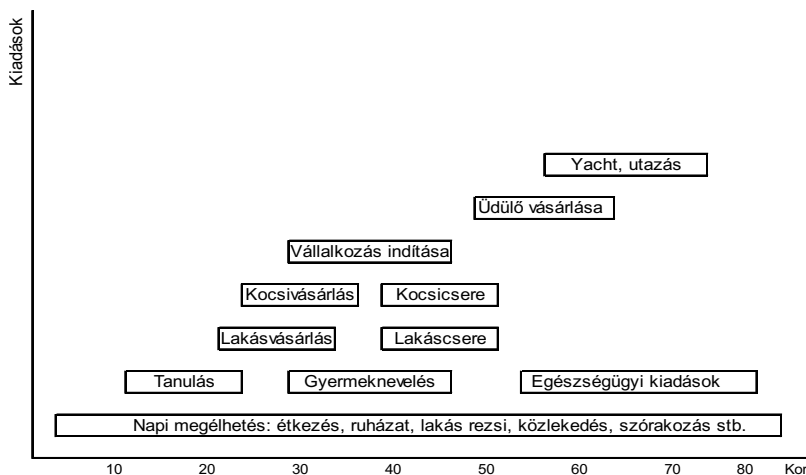 Kiadások
Yacht, utazás
Üdülő vásárlása
Vállalkozás indítása
Kocsivásárlás Kocsicsere
Lakásvásárlás Lakáscsere
Tanulás Gyermeknevelés Egészségügyi kiadások
Napi megélhetés: étkezés, ruházat, lakás rezsi, közlekedés, szórakozás stb.
10 20 30 40 50 60 70 80 Kor